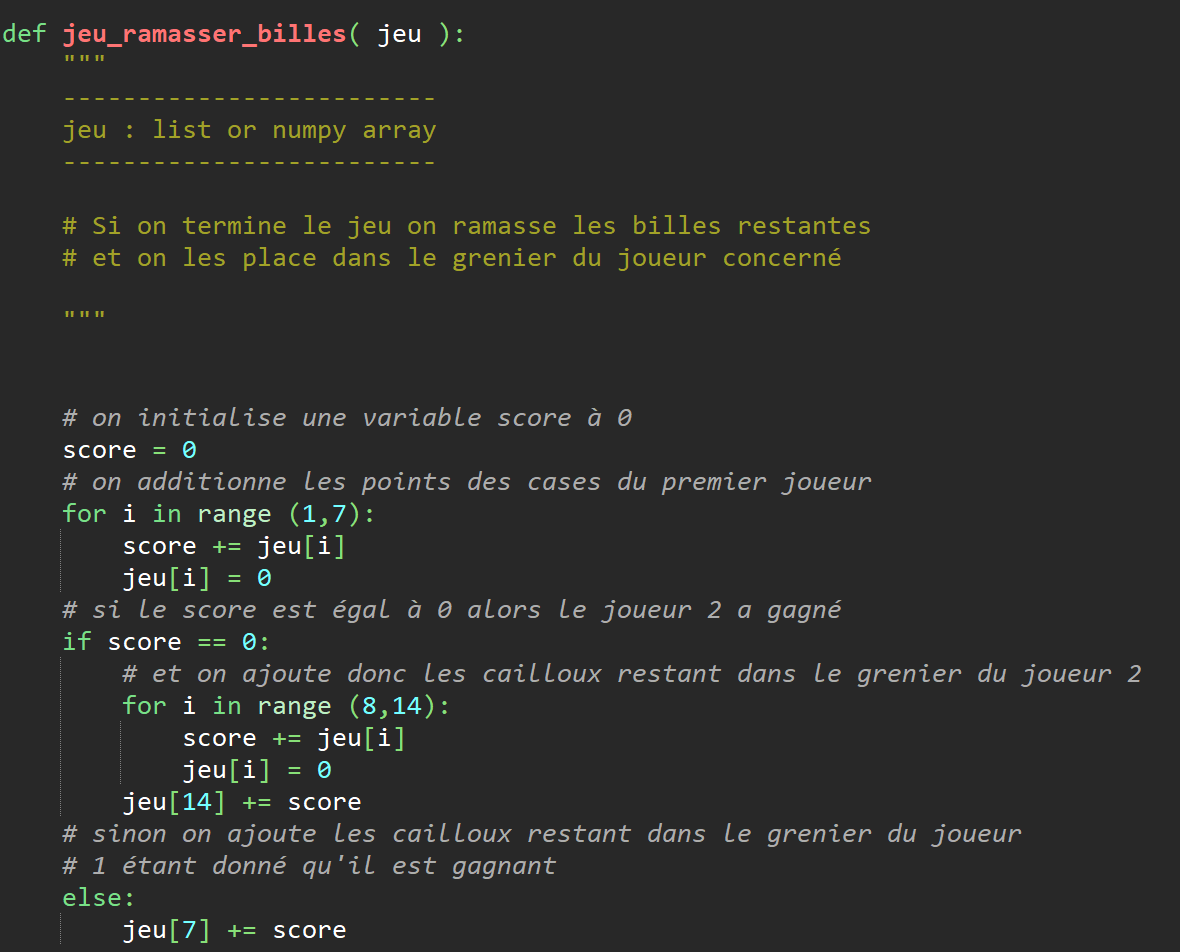 def jeu_ramasser_billes( jeu ):
    """
    -------------------------
    jeu : list or numpy array
    -------------------------

    # Si on termine le jeu on ramasse les billes restantes
    # et on les place dans le grenier du joueur concerné

    """

    # on initialise une variable score à 0
    score = 0
    # on additionne les points des cases du premier joueur
    for i in range (1,7):
        score += jeu[i]
        jeu[i] = 0
    # si le score est égal à 0 alors le joueur 2 a gagné
    if score == 0:
        # et on ajoute donc les cailloux restant dans le grenier du joueur 2
        for i in range (8,14):
            score += jeu[i]
            jeu[i] = 0
        jeu[14] += score
    # sinon on ajoute les cailloux restant dans le grenier du joueur
    # 1 étant donné qu'il est gagnant
    else:
        jeu[7] += score